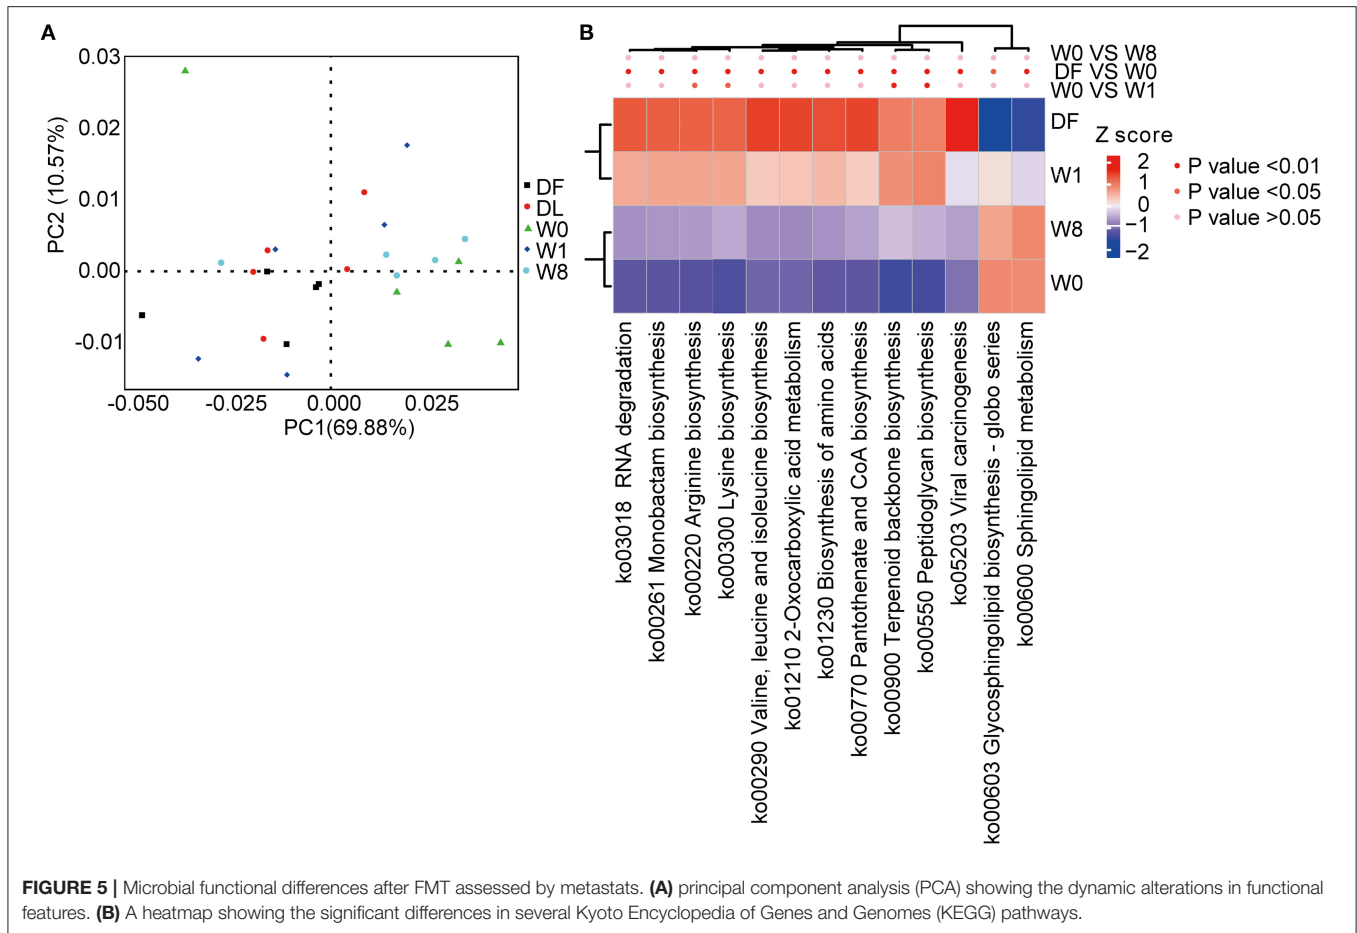 A
0.03
0.02
0.01
0.00
-0.01
PC2 (10.57%)
-0.050 -0.025 0.000 0.025
PC1(69.88%)
DF
DL
W0
W1
W8
B
W0 VS W8
DF VS W0
W0 VS W1
DF
W1
W8
W0
Z score
2
1
0
−1
−2
P value <0.01
P value <0.05
P value >0.05
ko03018 RNA degradation
ko00261 Monobactam biosynthesis
ko00220 Arginine biosynthesis
ko00300 Lysine biosynthesis
ko00290 Valine, leucine and isoleucine biosynthesis
ko01210 2-Oxocarboxylic acid metabolism
ko01230 Biosynthesis of amino acids
ko00770 Pantothenate and CoA biosynthesis
ko00900 Terpenoid backbone biosynthesis
ko00550 Peptidoglycan biosynthesis
ko05203 Viral carcinogenesis
ko00603 Glycosphingolipid biosynthesis - globo series
ko00600 Sphingolipid metabolism
FIGURE 5 | Microbial functional differences after FMT assessed by metastats. (A) principal component analysis (PCA) showing the dynamic alterations in functional
features. (B) A heatmap showing the significant differences in several Kyoto Encyclopedia of Genes and Genomes (KEGG) pathways.